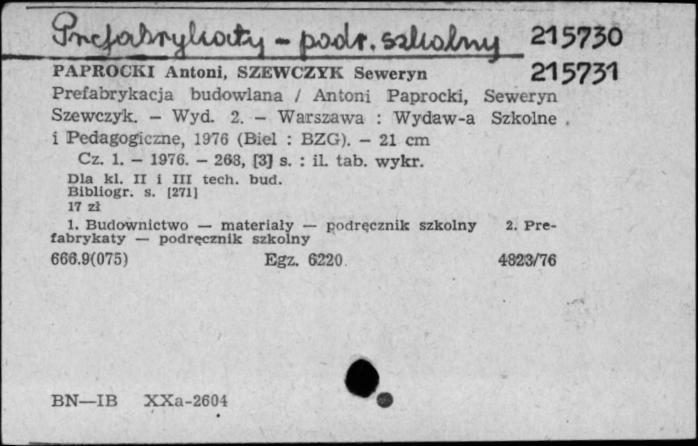 Prefabrykaty - podr. szkolny 215730
PAPROCKI Antoni, SZEWCZYK Seweryn 215731
Prefabrykacja budowlana / Antoni Paprocki, Seweryn
Szewczyk. – Wyd. 2. – Warszawa : Wydaw-a Szkolne
i Pedagogiczne, 1976 (Biel : BZG). – 21 cm
Cz. 1. – 1976. – 268, [3] s. : il. tab. wykr.
Dla kl. II i III tech. bud.
Bibliogr. s. [271]
17 zł
1. Budownictwo — materiały — podręcznik szkolny 2. Pre-
fabrykaty — podręcznik szkolny
666.9(075) Egz. 6220 4823/76
BN—IB XXa-2604